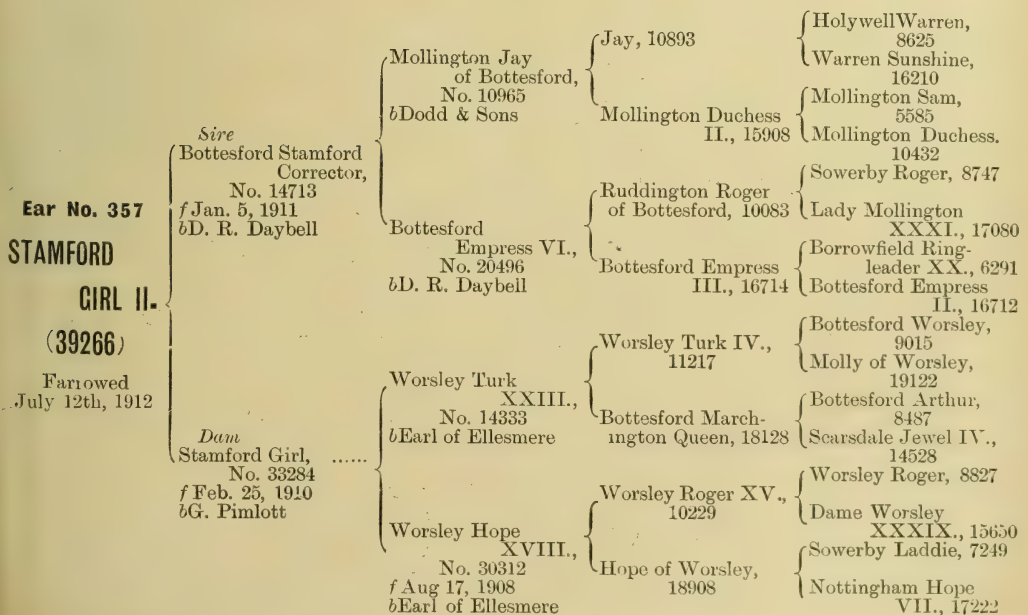 Ear No. 357
STAMFORD
GIRL II.
(39266)
Farrowed
July 12th, 1912
Sire
Bottesford Stamford
Corrector,
No. 14713
f Jan. 5, 1911
bD. R. Daybell
Dam
Stamford Girl, ......
No. 33284
f Feb. 25, 1910
bG. Pimlott
Mollington Jay
of Bottesford,
No. 10965
bDodd & Sons
Bottesford
Empress VI.,
No. 20496
bD. R. Daybell
Worsley Turk
XXIII.,
No. 14333
bEarl of Ellesmere
Worsley Hope
XVIII.,
No. 30312
f Aug 17, 1908
bEarl of Ellesmere
Jay, 10893
Mollington Duchess
II., 15908
Ruddington Roger
of Bottesford, 10083
Bottesford Empress
III., 16714
Worsley Turk IV.,
11217
Bottesford March-
ington Queen, 18128
Worsley Roger XV.,
10229
Hope of Worsley,
18908
HolywellWarren,
8625
Warren Sunshine,
16210
Mollington Sam,
5585
Mollington Duchess.
10432
Sowerby Roger, 8747
Lady Mollington
XXXI., 17080
Borrowfield Ring-
leader XX., 6291
Bottesford Empress
II., 16712
Bottesford Worsley,
9015
Molly of Worsley,
19122
Bottesford Arthur,
8487
Scarsdale Jewel IV.,
14528
Worsley Roger, 8827
Dame Worsley
XXXIX., 15650
Sowerby Laddie, 7249
Nottingham Hope
VII., 17222